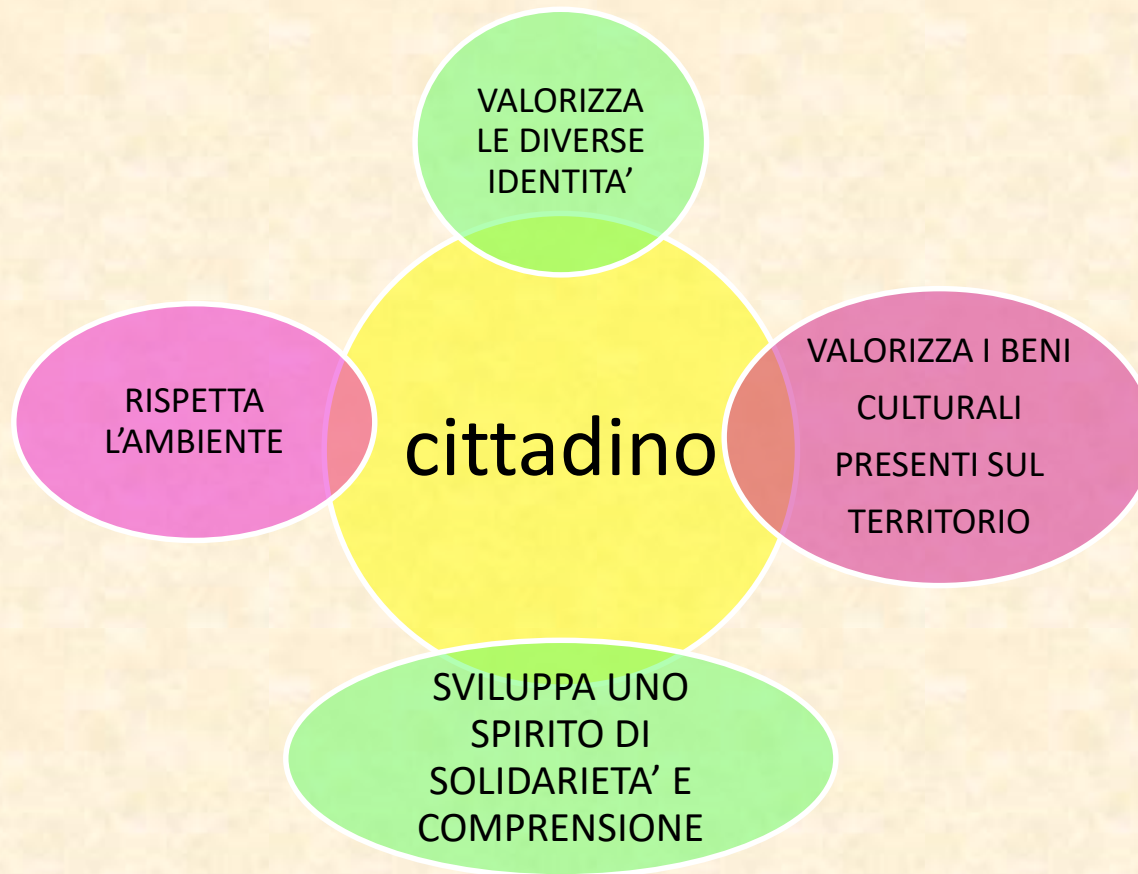 VALORIZZA
LE DIVERSE
IDENTITA’
RISPETTA
L’AMBIENTE
cittadino
VALORIZZA I BENI
CULTURALI
PRESENTI SUL
TERRITORIO
SVILUPPA UNO
SPIRITO DI
SOLIDARIETA’ E
COMPRENSIONE